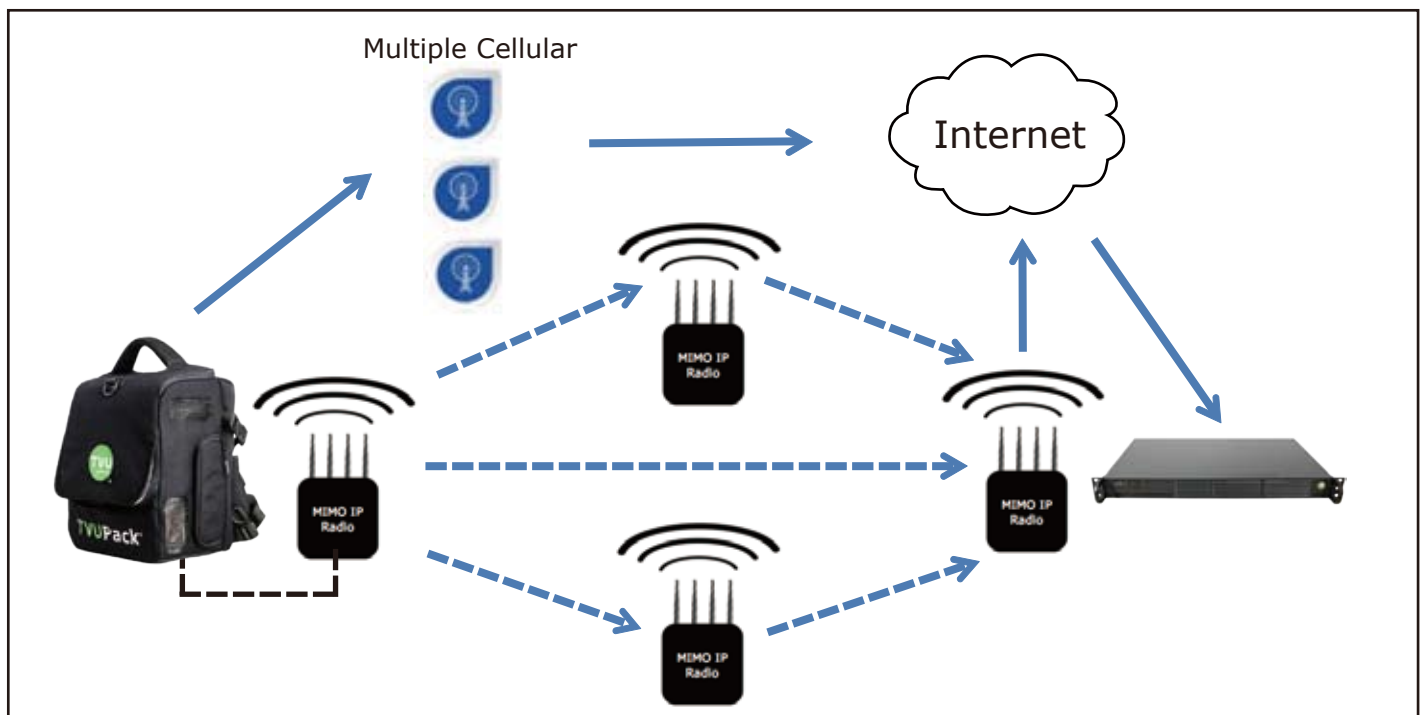 Multiple Cellular
Internet
MIMO IP
Radio
TVU
TVUPack
MIMO IP
Radio
MIMO IP
Radio
MIMO IP
Radio